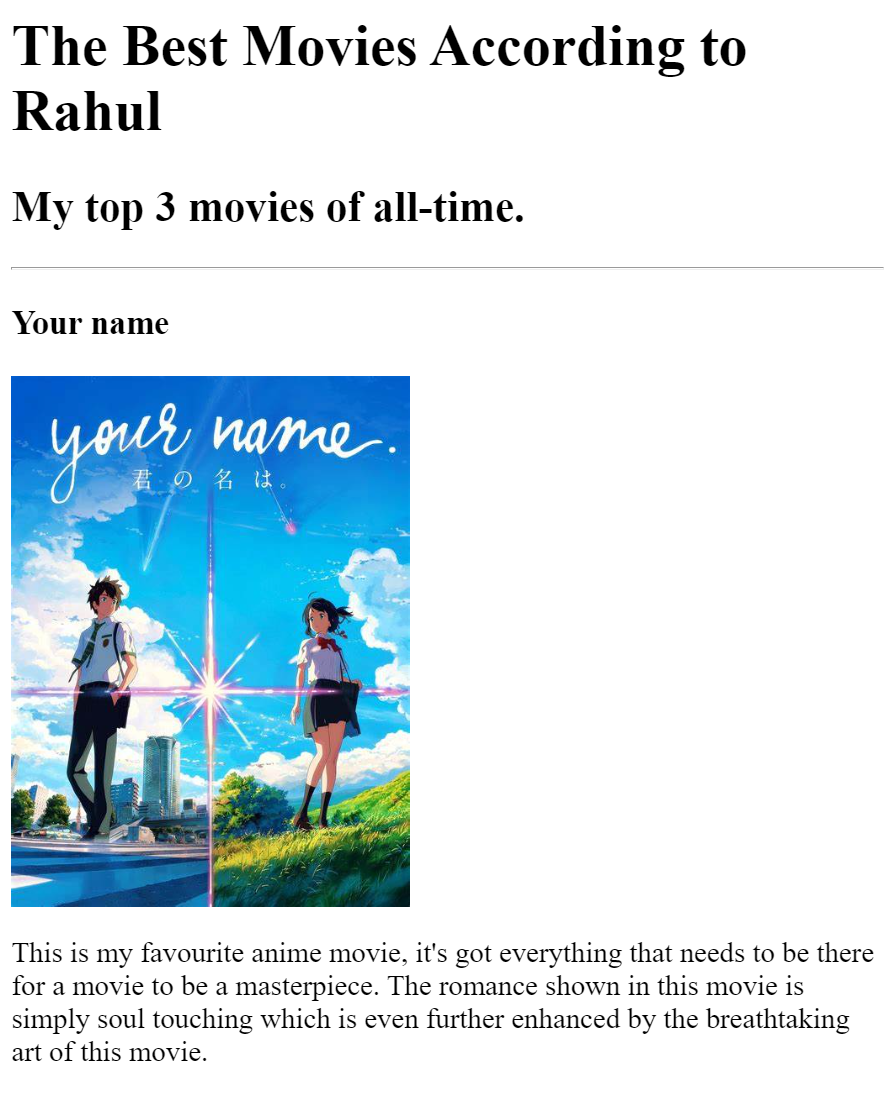 The Best Movies According to
Rahul
My top 3 movies of all-time.
Your name
your name.
君の名は。
This is my favourite anime movie, it's got everything that needs to be there
for a movie to be a masterpiece. The romance shown in this movie is
simply soul touching which is even further enhanced by the breathtaking
art of this movie.